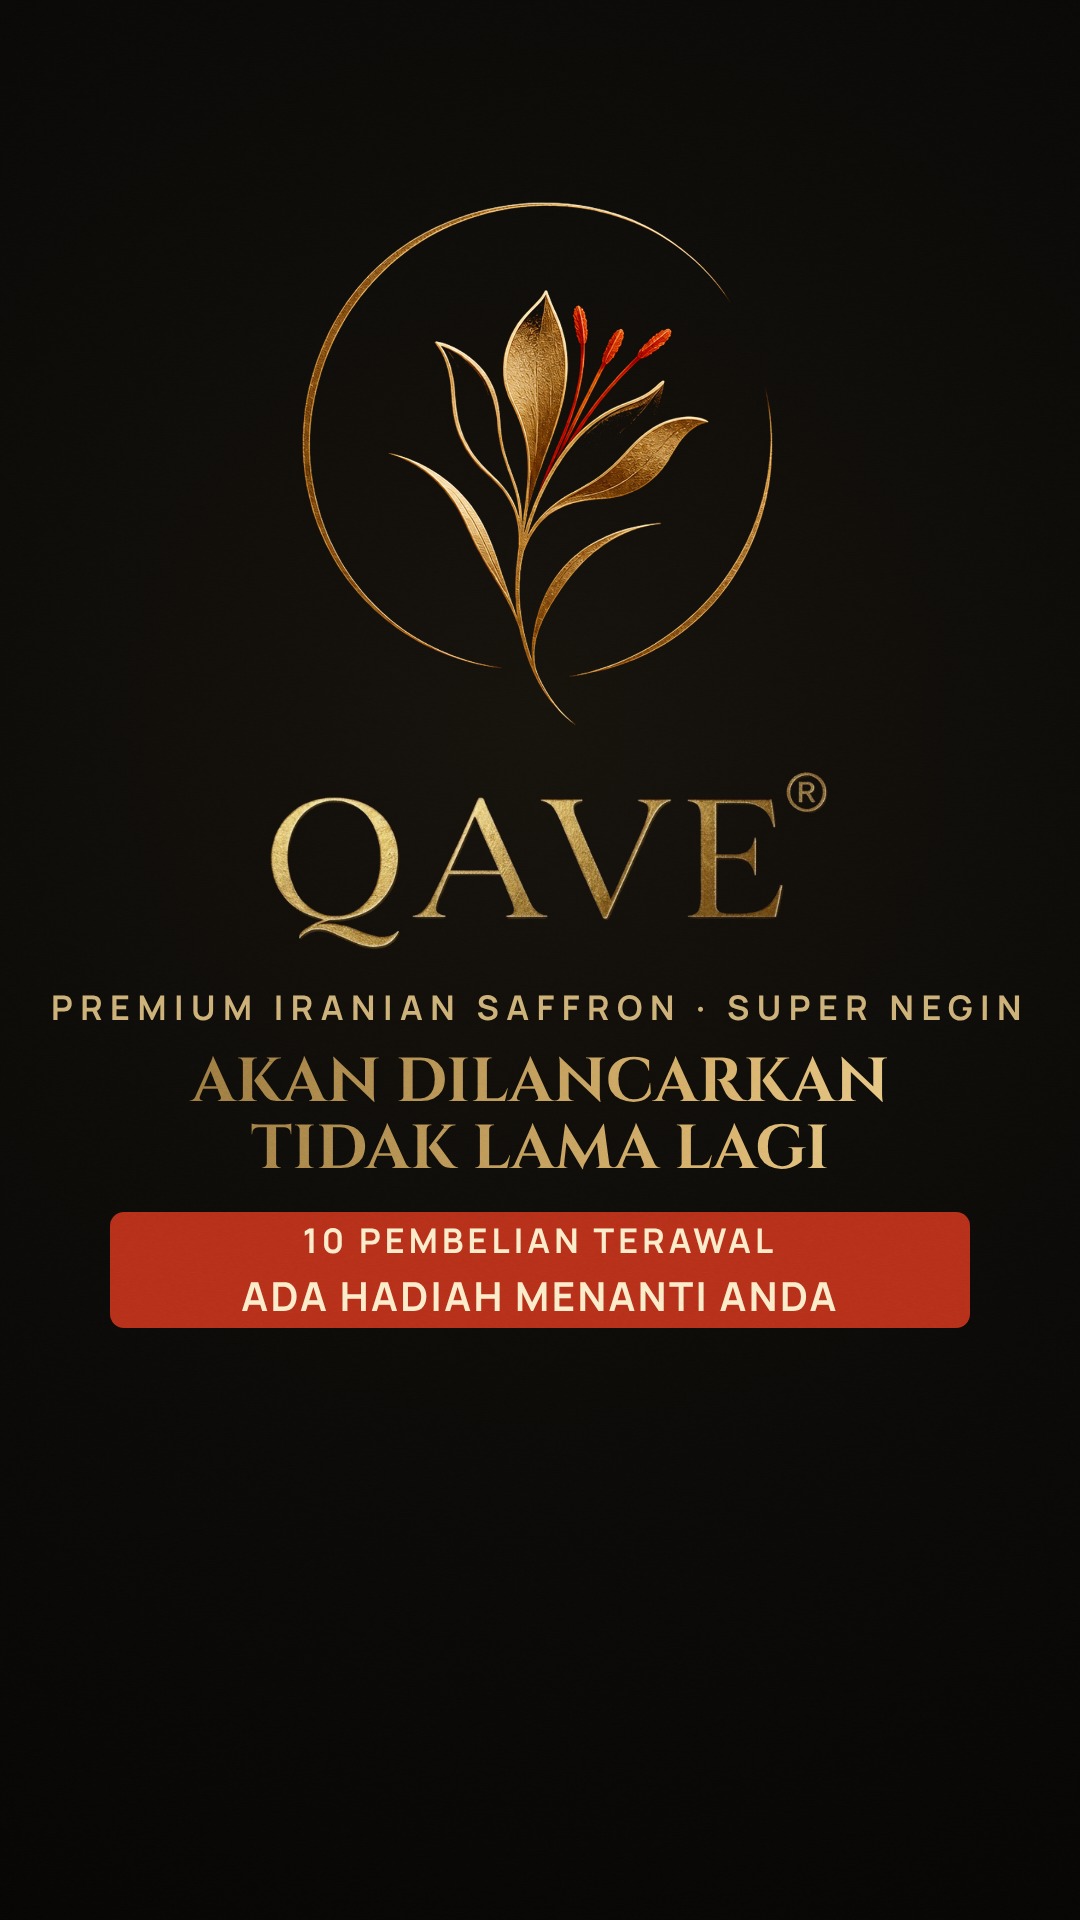 QAVE®
PREMIUM IRANIAN SAFFRON · SUPER NEGIN
AKAN DILANCARKAN
TIDAK LAMA LAGI
10 PEMBELIAN TERAWAL
ADA HADIAH MENANTI ANDA